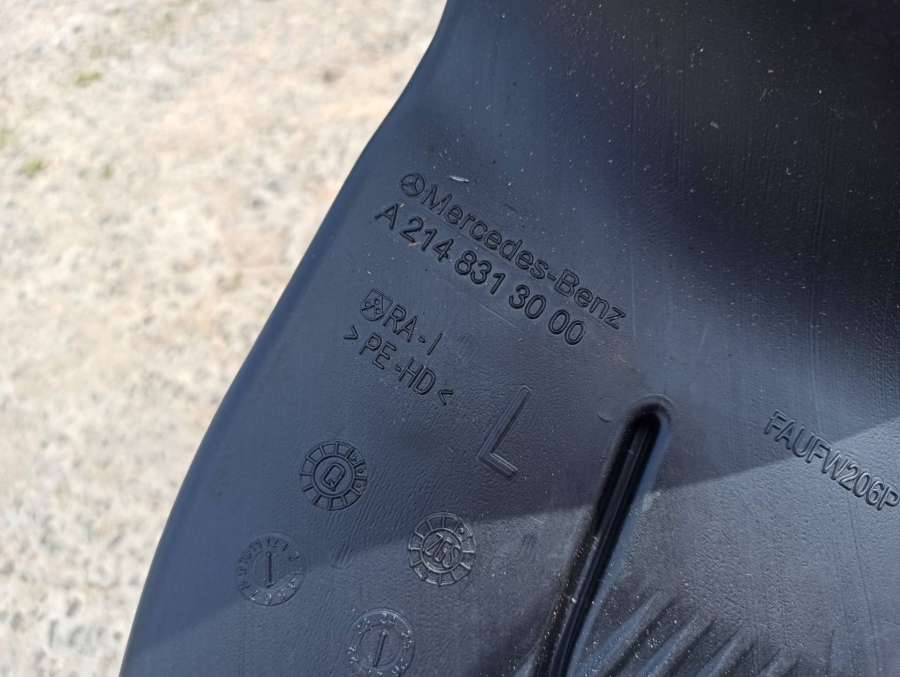 Mercedes-Benz
A 214 831 30 00
RA-I
>PE-HD<
L
FAUFW206P
Q